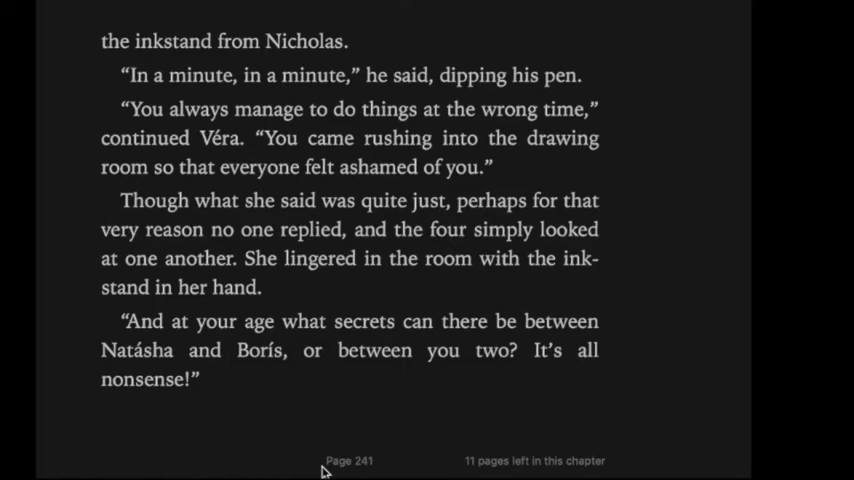 the inkstand from Nicholas.
“In a minute, in a minute,” he said, dipping his pen.
“You always manage to do things at the wrong time,”
continued Véra. “You came rushing into the drawing
room so that everyone felt ashamed of you.”
Though what she said was quite just, perhaps for that
very reason no one replied, and the four simply looked
at one another. She lingered in the room with the ink-
stand in her hand.
“And at your age what secrets can there be between
Natásha and Borís, or between you two? It’s all
nonsense!”
Page 241
11 pages left in this chapter